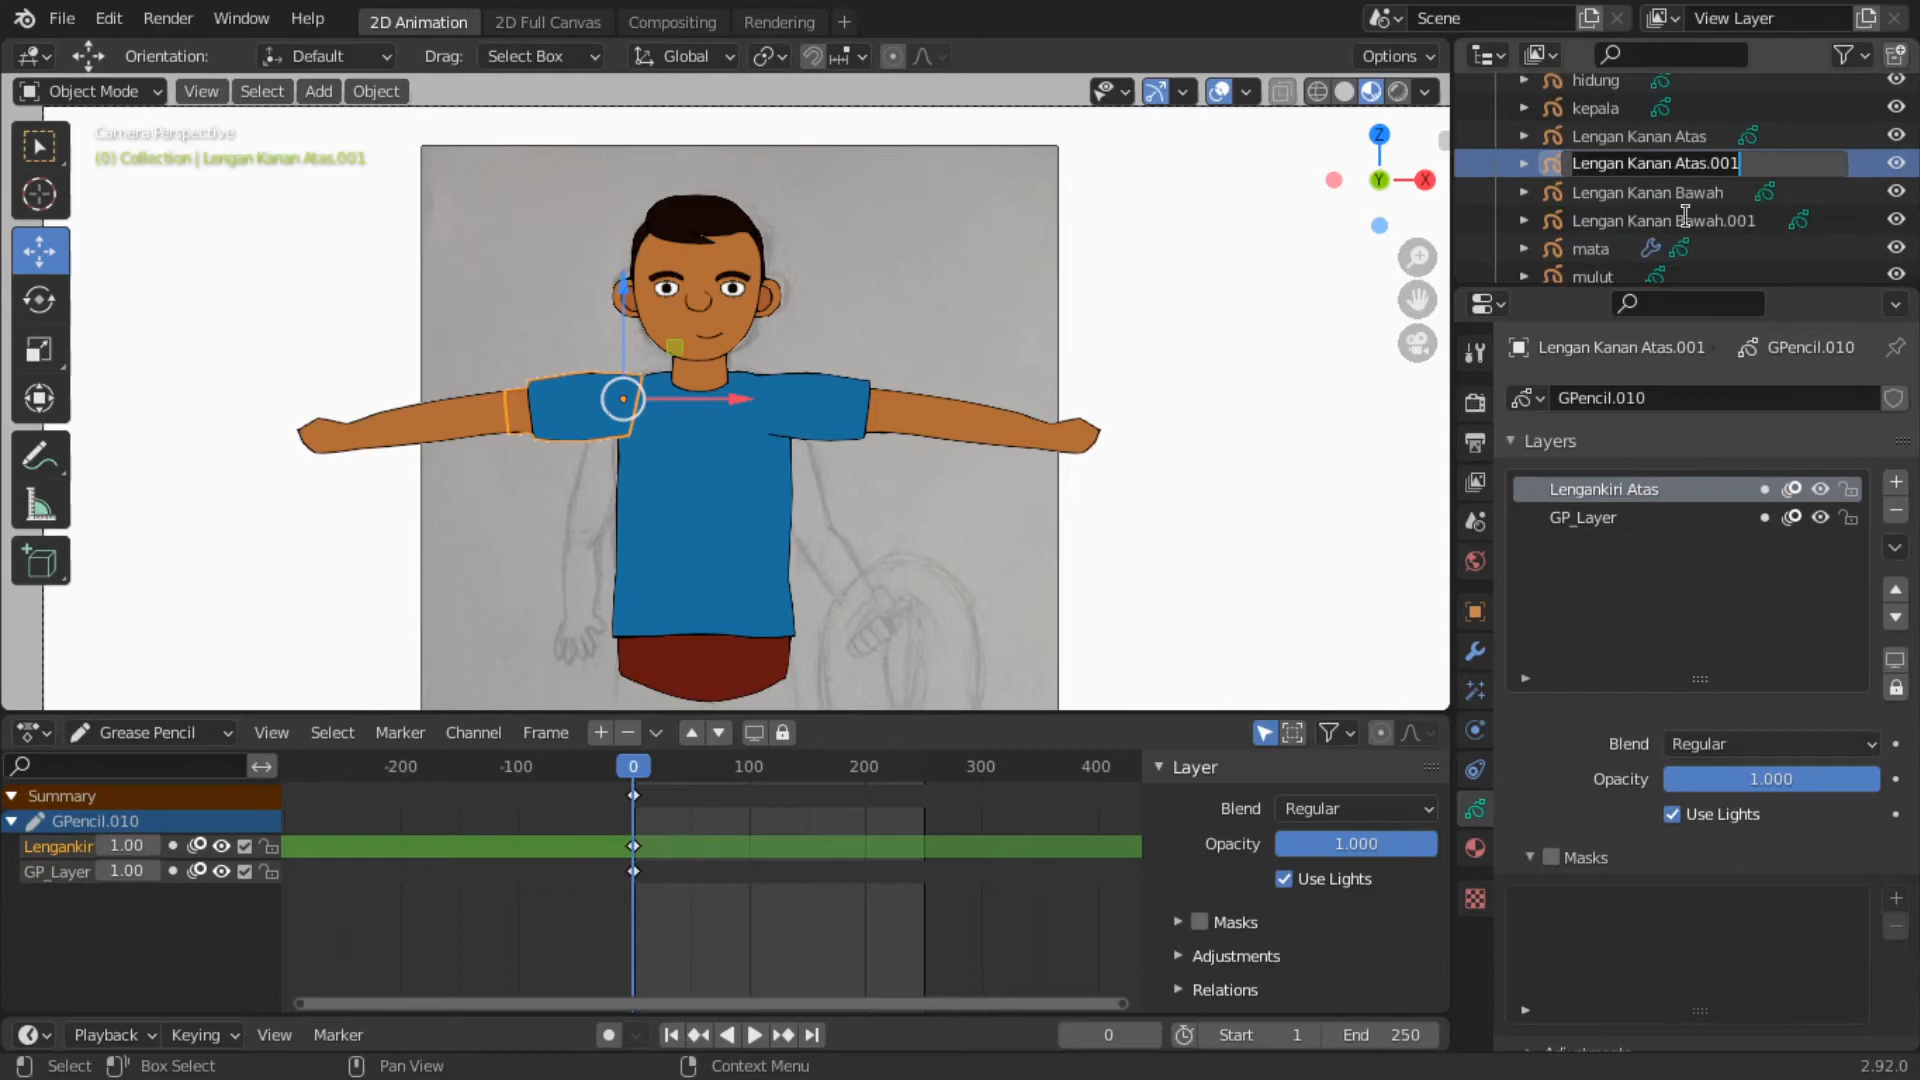 File Edit Render Window Help 2D Animation 2D Full Canvas Compositing Rendering Scene View Layer
Orientation: Default Drag: Select Box Global Options
Object Mode View Select Add Object
Camera Perspective
(0) Collection | Lengan Kanan Atas.001
Z
Y
X
hidung
kepala
Lengan Kanan Atas
Lengan Kanan Atas.001
Lengan Kanan Bawah
Lengan Kanan Bawah.001
mata
mulut
Lengan Kanan Atas.001 GPencil.010
GPencil.010
Layers
Lengankiri Atas
GP_Layer
Blend Regular
Opacity 1.000
Use Lights
Masks
Grease Pencil View Select Marker Channel Frame
-200 -100 0 100 200 300 400
Summary
GPencil.010
Lengankir 1.00
GP_Layer 1.00
Layer
Blend Regular
Opacity 1.000
Use Lights
Masks
Adjustments
Relations
Playback Keying View Marker 0 Start 1 End 250
Select Box Select Pan View Context Menu 2.92.0